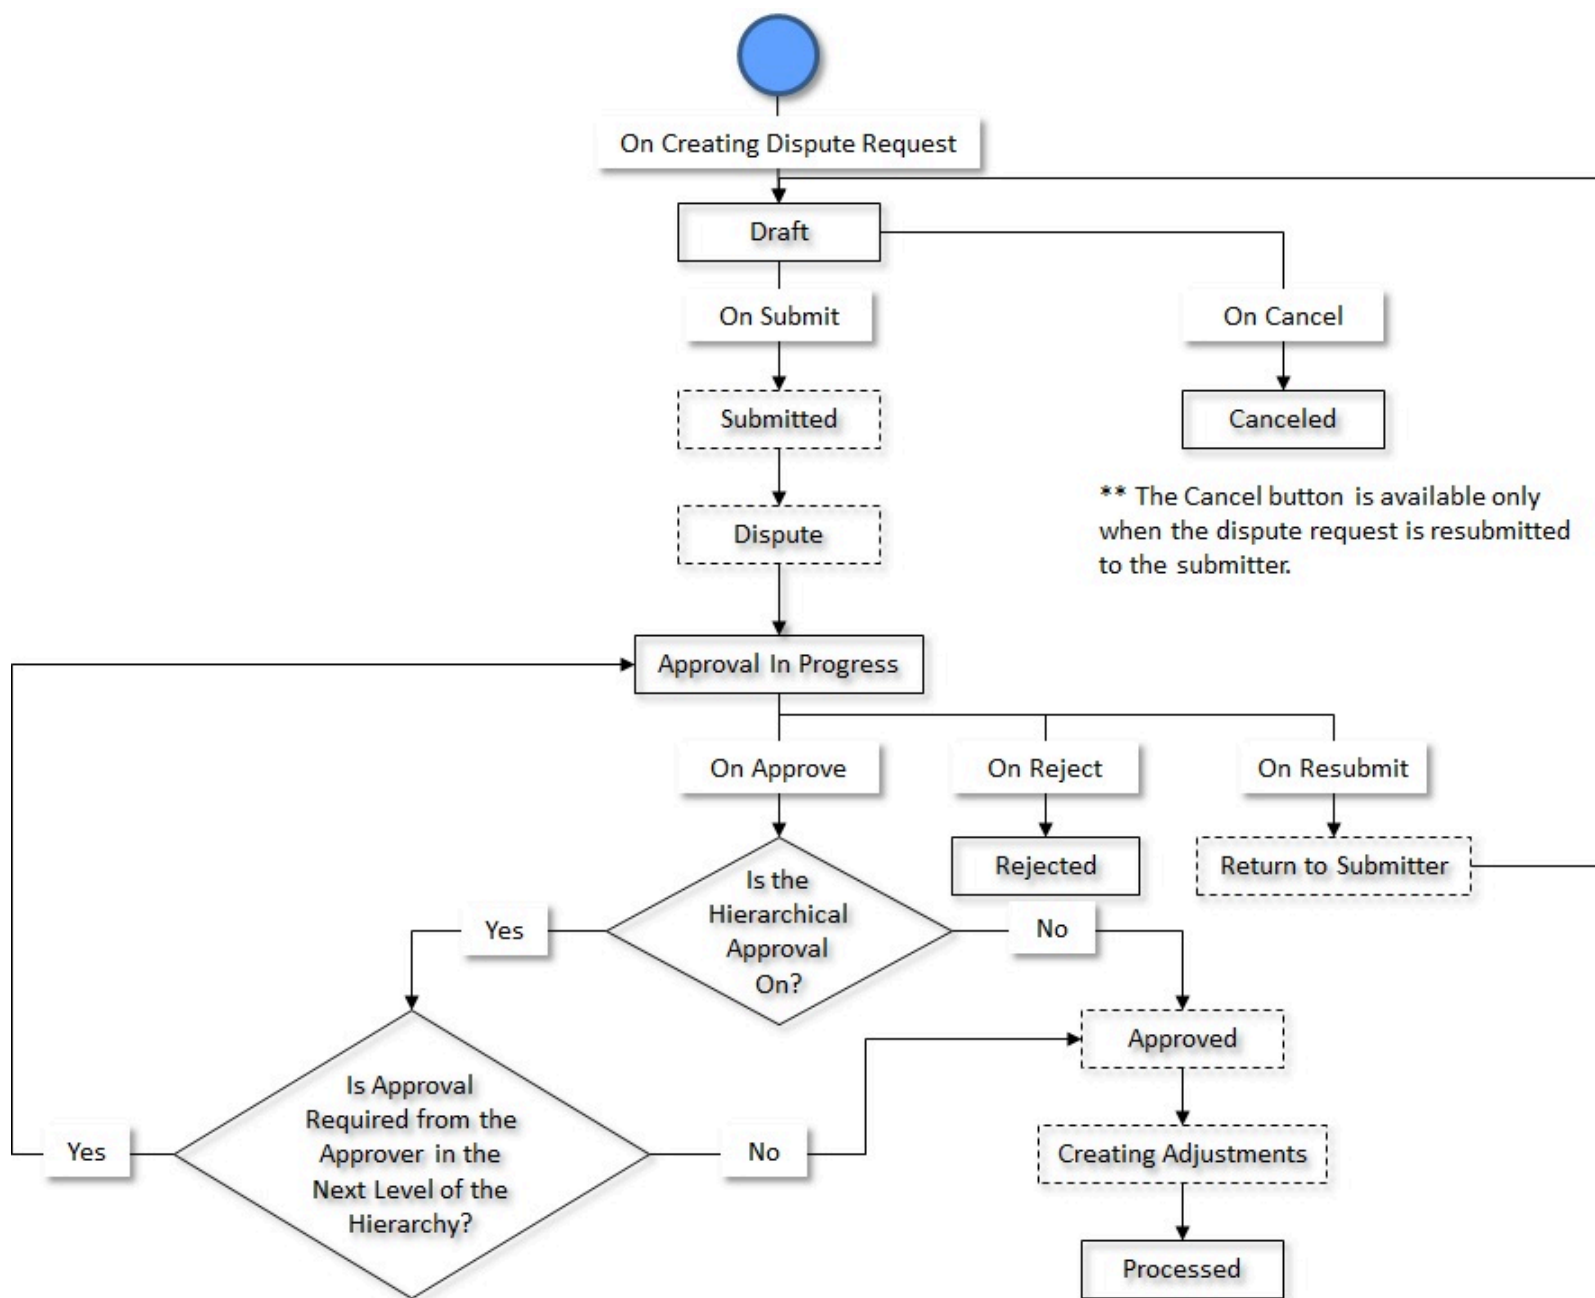 On Creating Dispute Request
Draft
On Submit
On Cancel
Submitted
Canceled
** The Cancel button is available only
when the dispute request is resubmitted
to the submitter.
Dispute
Approval In Progress
On Approve
On Reject
On Resubmit
Rejected
Return to Submitter
Is the
Hierarchical
Approval
On?
Yes
No
Approved
Is Approval
Required from the
Approver in the
Next Level of the
Hierarchy?
Yes
No
Creating Adjustments
Processed